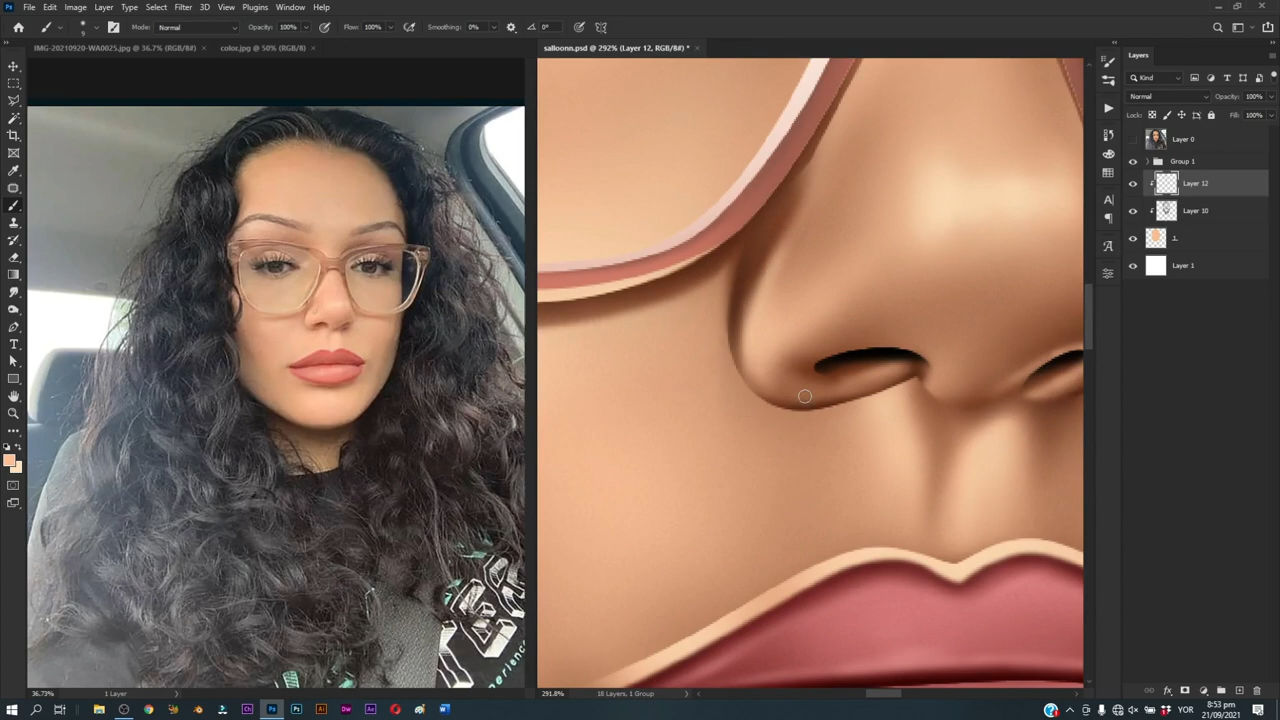 Ps File Edit Image Layer Type Select Filter 3D View Plugins Window Help
9 Mode: Normal Opacity: 100% Flow: 100% Smoothing: 0% 0°
IMG-20210920-WA0025.jpg @ 36.7% (RGB/8#) × color.jpg @ 50% (RGB/8) × salloonn.psd @ 292% (Layer 12, RGB/8#) * ×
Layers
Kind
Normal Opacity: 100%
Lock: Fill: 100%
Layer 0
Group 1
Layer 12
Layer 10
Layer 1
36.73% 1 Layer 291.8% 18 Layers, 1 Group
YOR 8:53 pm
21/09/2021